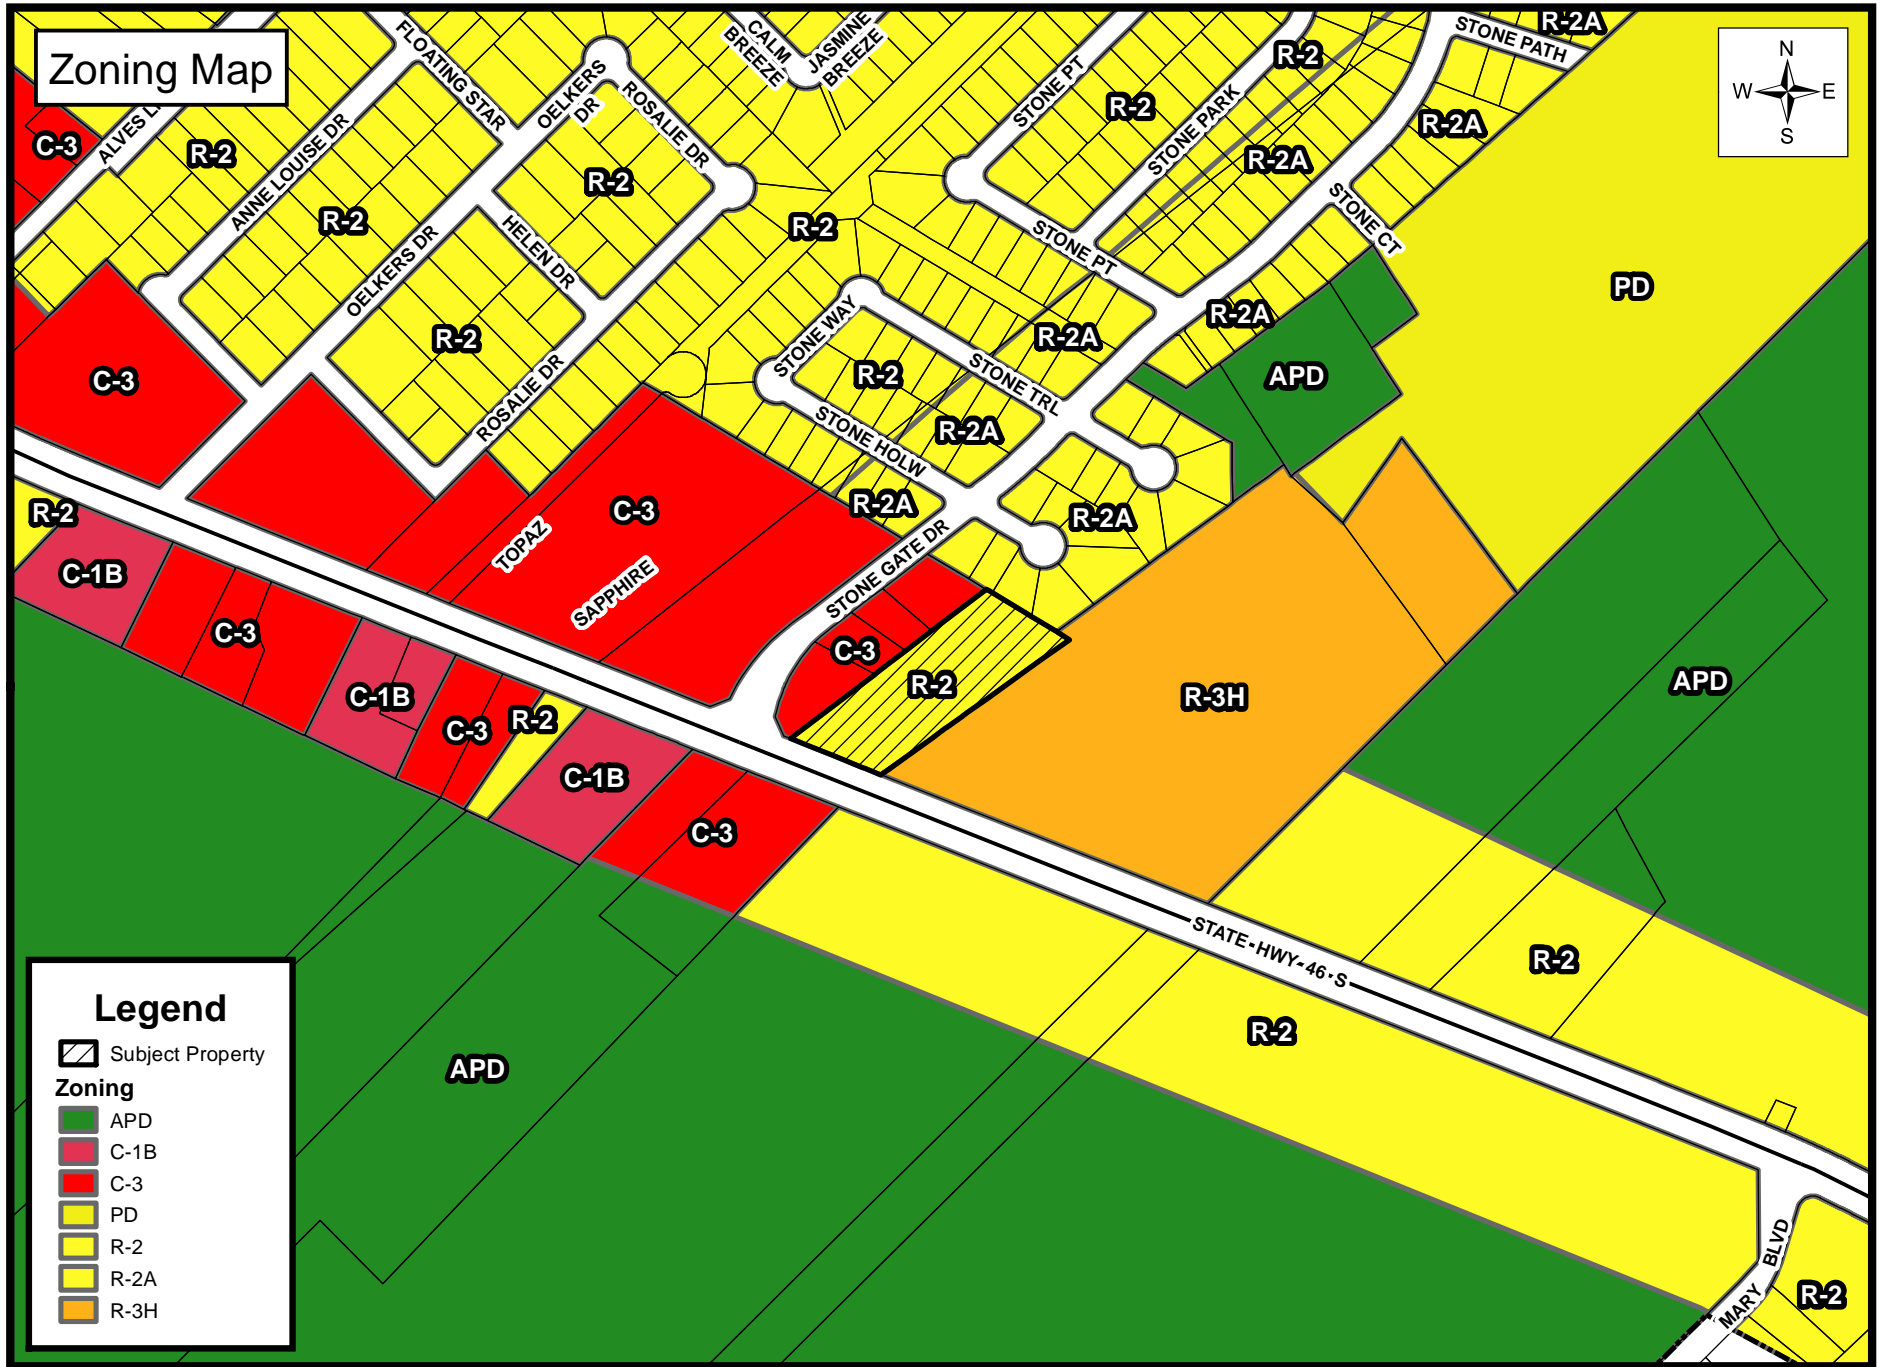 Zoning Map
FLOATING STAR
CALM
BREEZE
JASMINE
BREEZE
STONE PATH
R-2A
N
W
E
S
C-3
R-2
ANNE LOUISE DR
R-2
OELKERS
DR
ROSALIE DR
R-2
STONE PT
R-2
STONE PARK
R-2
R-2A
R-2A
STONE CT
HELEN DR
OELKERS DR
R-2
STONE PT
PD
R-2
ROSALIE DR
STONE WAY
R-2
STONE TRL
R-2A
R-2A
APD
C-3
STONE HOLW
R-2A
R-2A
R-2A
STONE GATE DR
C-3
TOPAZ
SAPPHIRE
R-2
C-1B
C-3
C-1B
C-3
R-2
C-1B
C-3
C-3
R-2
R-3H
APD
STATE HWY 46 S
R-2
R-2
APD
MARY BLVD
R-2
Legend
Subject Property
Zoning
APD
C-1B
C-3
PD
R-2
R-2A
R-3H